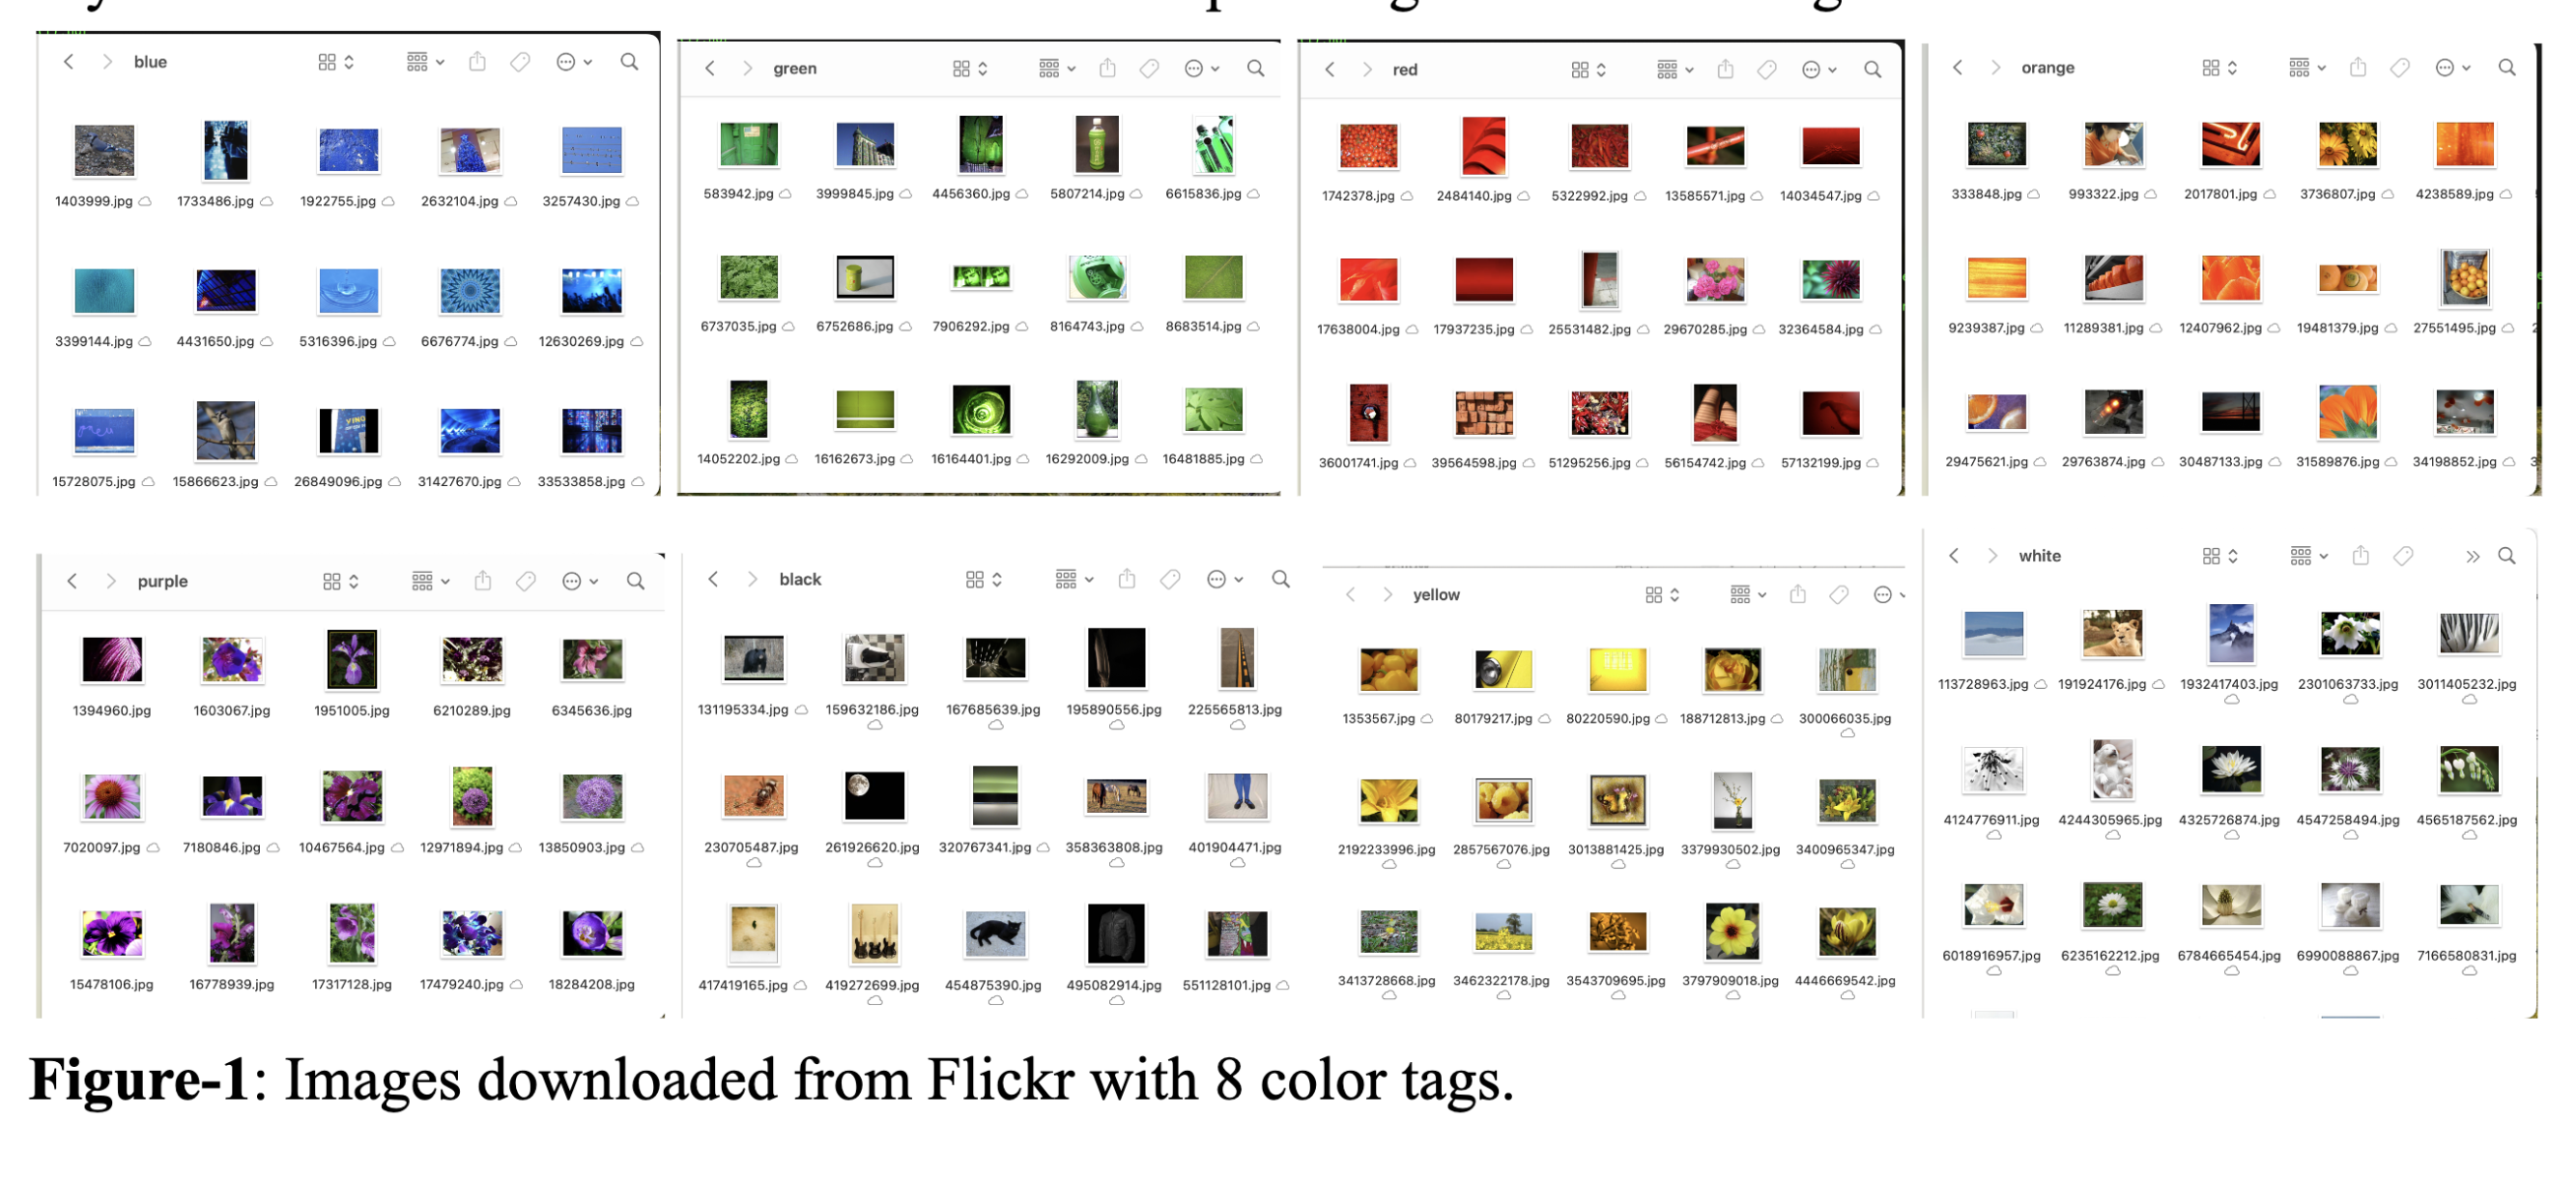 blue
1403999.jpg 1733486.jpg 1922755.jpg 2632104.jpg 3257430.jpg
3399144.jpg 4431650.jpg 5316396.jpg 6676774.jpg 12630269.jpg
15728075.jpg 15866623.jpg 26849096.jpg 31427670.jpg 33533858.jpg
green
583942.jpg 3999845.jpg 4456360.jpg 5807214.jpg 6615836.jpg
6737035.jpg 6752686.jpg 7906292.jpg 8164743.jpg 8683514.jpg
14052202.jpg 16162673.jpg 16164401.jpg 16292009.jpg 16481885.jpg
red
1742378.jpg 2484140.jpg 5322992.jpg 13585571.jpg 14034547.jpg
17638004.jpg 17937235.jpg 25531482.jpg 29670285.jpg 32364584.jpg
36001741.jpg 39564598.jpg 51295256.jpg 56154742.jpg 57132199.jpg
orange
333848.jpg 993322.jpg 2017801.jpg 3736807.jpg 4238589.jpg
9239387.jpg 11289381.jpg 12407962.jpg 19481379.jpg 27551495.jpg
29475621.jpg 29763874.jpg 30487133.jpg 31589876.jpg 34198852.jpg
purple
1394960.jpg 1603067.jpg 1951005.jpg 6210289.jpg 6345636.jpg
7020097.jpg 7180846.jpg 10467564.jpg 12971894.jpg 13850903.jpg
15478106.jpg 16778939.jpg 17317128.jpg 17479240.jpg 18284208.jpg
black
131195334.jpg 159632186.jpg 167685639.jpg 195890556.jpg 225565813.jpg
230705487.jpg 261926620.jpg 320767341.jpg 358363808.jpg 401904471.jpg
417419165.jpg 419272699.jpg 454875390.jpg 495082914.jpg 551128101.jpg
yellow
1353567.jpg 80179217.jpg 80220590.jpg 188712813.jpg 300066035.jpg
2192233996.jpg 2857567076.jpg 3013881425.jpg 3379930502.jpg 3400965347.jpg
3413728668.jpg 3462322178.jpg 3543709695.jpg 3797909018.jpg 4446669542.jpg
white
113728963.jpg 191924176.jpg 1932417403.jpg 2301063733.jpg 3011405232.jpg
4124776911.jpg 4244305965.jpg 4325726874.jpg 4547258494.jpg 4565187562.jpg
6018916957.jpg 6235162212.jpg 6784665454.jpg 6990088867.jpg 7166580831.jpg
Figure-1: Images downloaded from Flickr with 8 color tags.